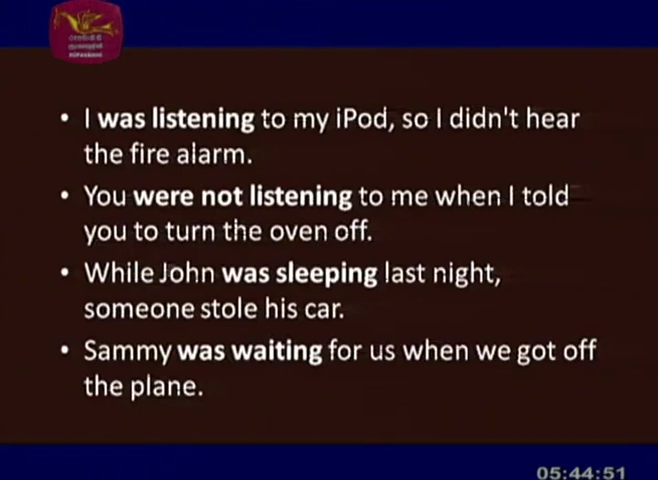 • I was listening to my iPod, so I didn't hear
the fire alarm.
• You were not listening to me when I told
you to turn the oven off.
• While John was sleeping last night,
someone stole his car.
• Sammy was waiting for us when we got off
the plane.
05:44:51